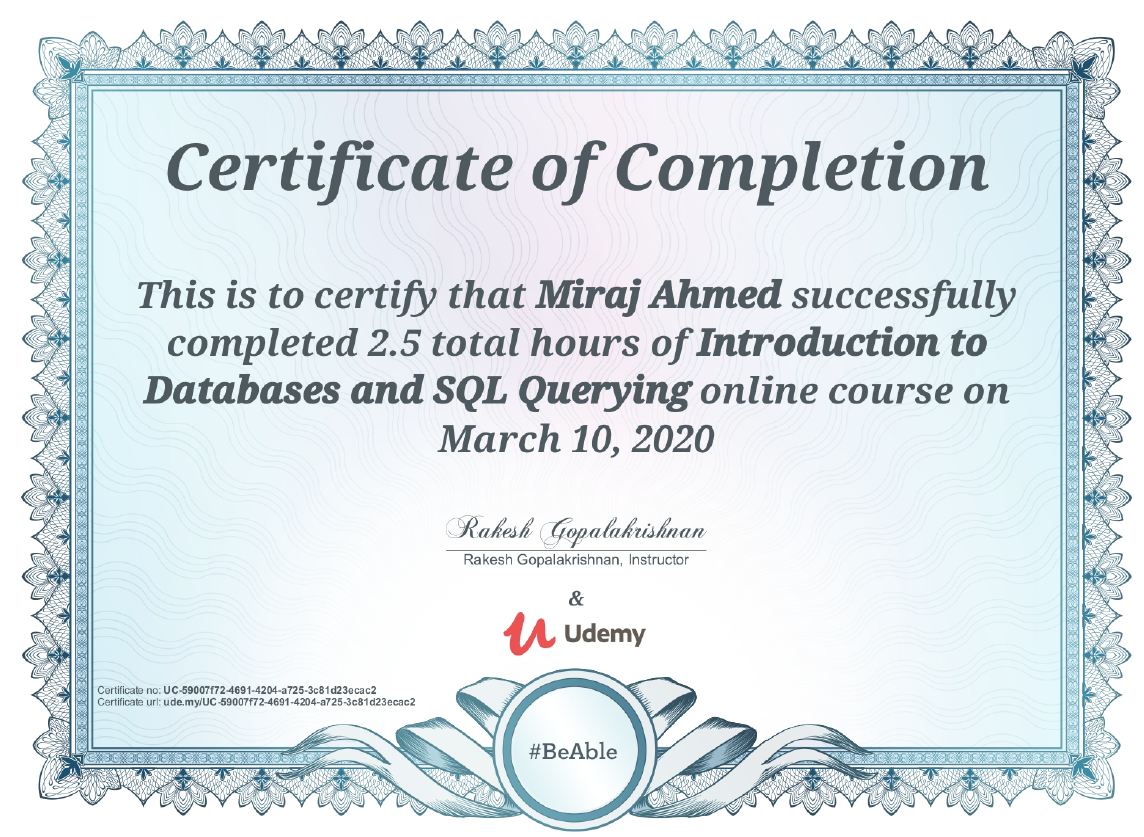 Certificate of Completion
This is to certify that Miraj Ahmed successfully
completed 2.5 total hours of Introduction to
Databases and SQL Querying online course on
March 10, 2020
Rakesh Gopalakrishnan
Rakesh Gopalakrishnan, Instructor
&
Udemy
Certificate no: UC-59007f72-4691-4204-a725-3c81d23ecac2
Certificate url: ude.my/UC-59007f72-4691-4204-a725-3c81d23ecac2
#BeAble